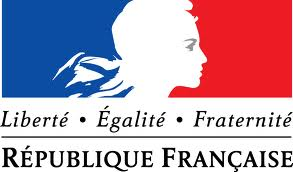 Liberté • Égalité • Fraternité
RÉPUBLIQUE FRANÇAISE